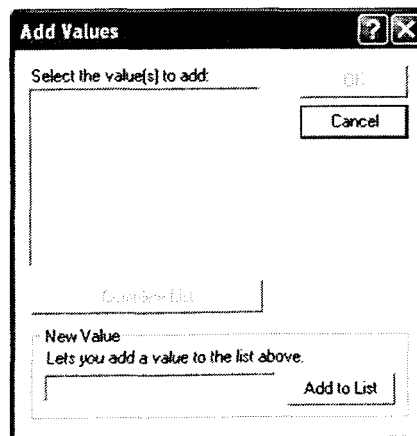 Add Values
Select the value(s) to add:
OK
Cancel
Complete List
New Value
Lets you add a value to the list above.
Add to List